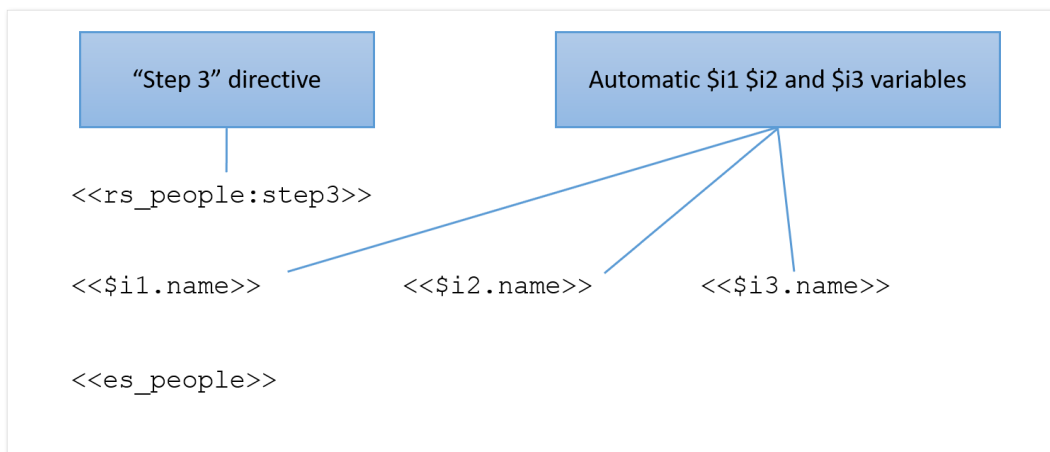 “Step 3” directive
Automatic $i1 $i2 and $i3 variables
<<rs_people:step3>>
<<$i1.name>> <<$i2.name>> <<$i3.name>>
<<es_people>>